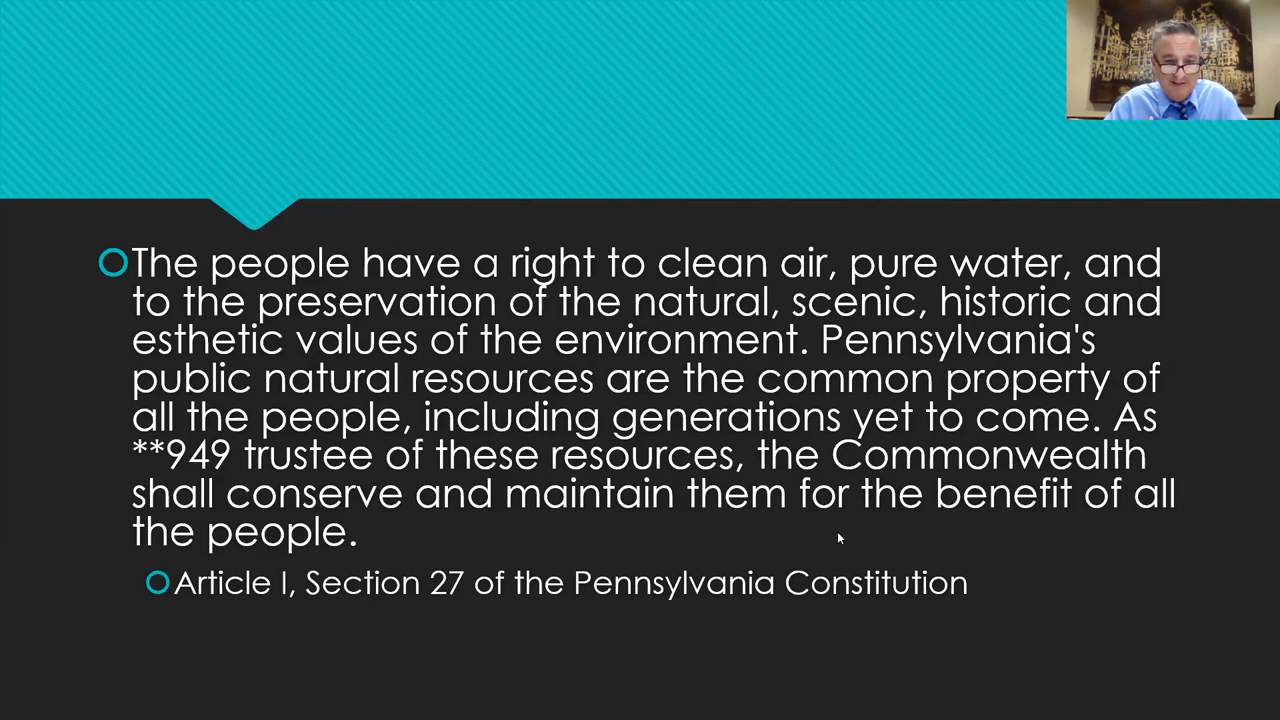 The people have a right to clean air, pure water, and
to the preservation of the natural, scenic, historic and
esthetic values of the environment. Pennsylvania's
public natural resources are the common property of
all the people, including generations yet to come. As
**949 trustee of these resources, the Commonwealth
shall conserve and maintain them for the benefit of all
the people.
Article I, Section 27 of the Pennsylvania Constitution